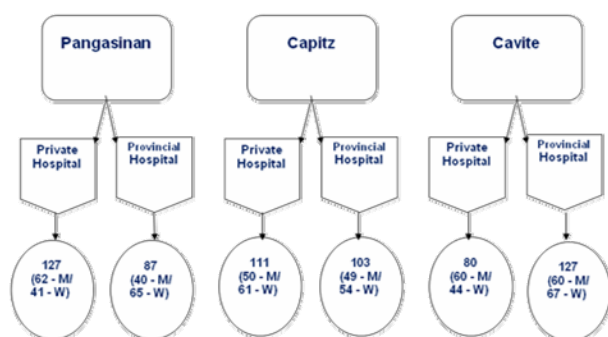 Pangasinan
Capitz
Cavite
Private
Hospital
Provincial
Hospital
Private
Hospital
Provincial
Hospital
Private
Hospital
Provincial
Hospital
127
(62 - M/
41 - W)
87
(40 - M/
65 - W)
111
(50 - M/
61 - W)
103
(49 - M/
54 - W)
80
(60 - M/
44 - W)
127
(60 – M/
67 - W)